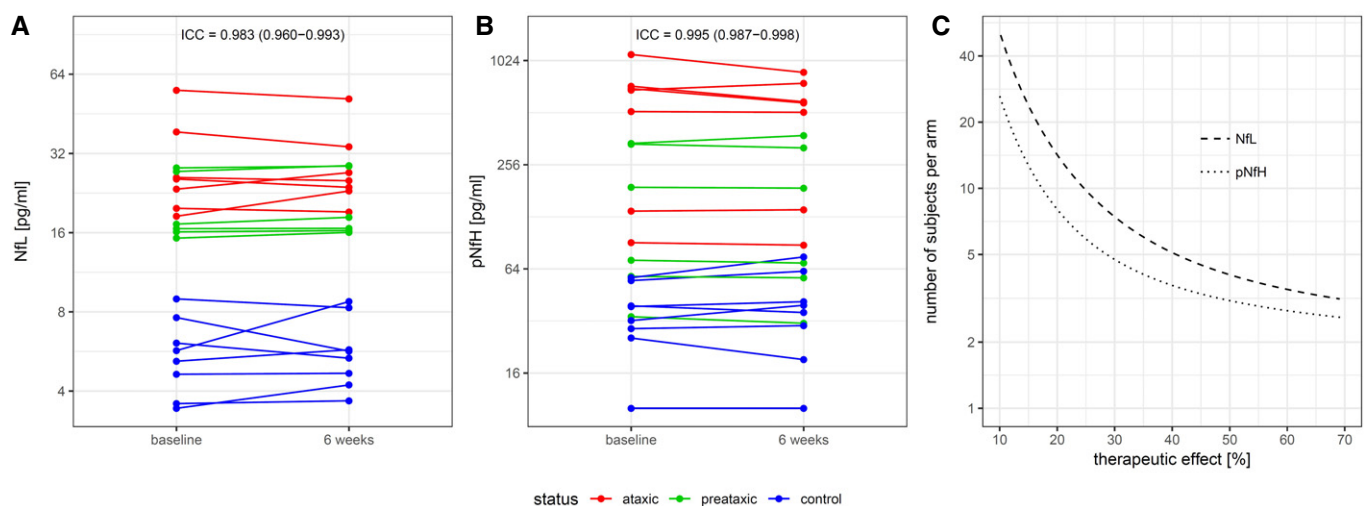 A
ICC = 0.983 (0.960−0.993)
NfL [pg/ml]
64
32
16
8
4
baseline
6 weeks
B
ICC = 0.995 (0.987−0.998)
pNfH [pg/ml]
1024
256
64
16
baseline
6 weeks
C
number of subjects per arm
40
20
10
5
2
1
NfL
pNfH
10 20 30 40 50 60 70
therapeutic effect [%]
status ataxic preataxic control